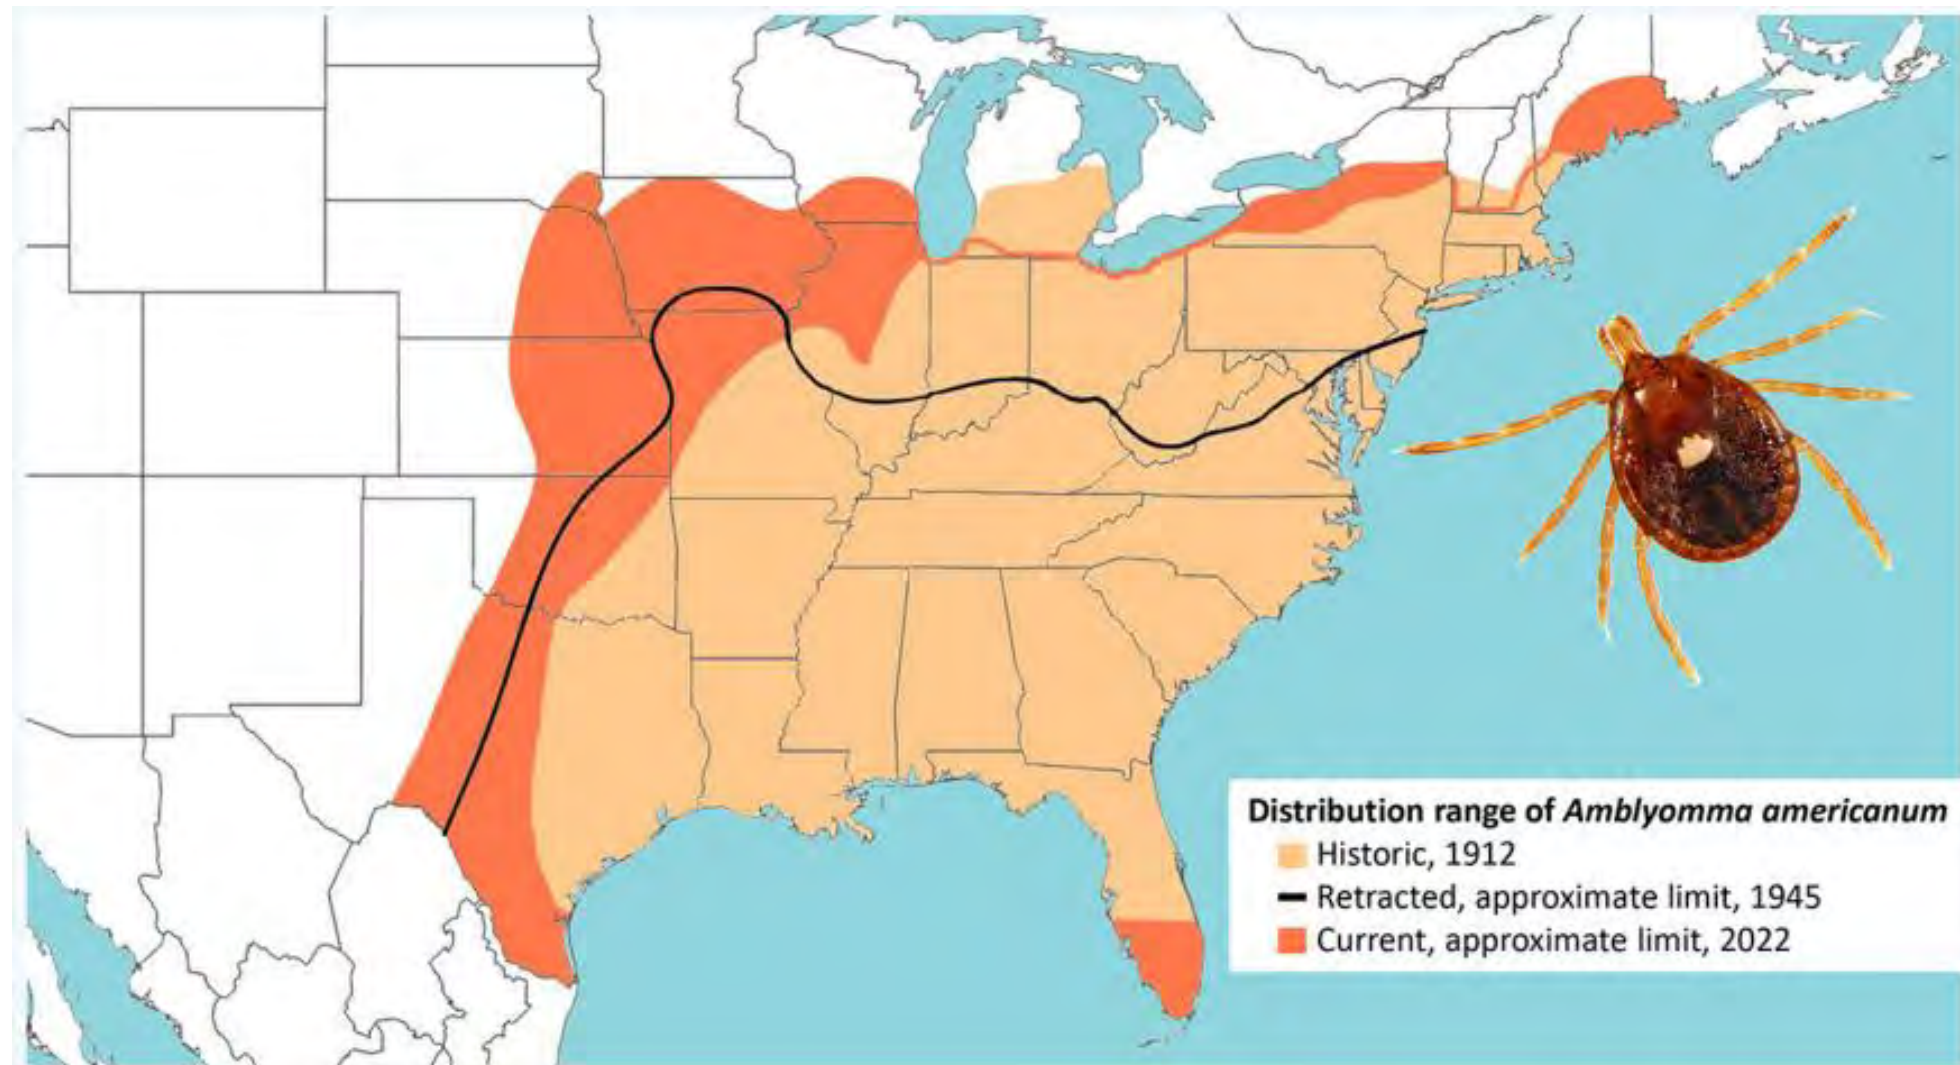 Distribution range of Amblyomma americanum
Historic, 1912
Retracted, approximate limit, 1945
Current, approximate limit, 2022